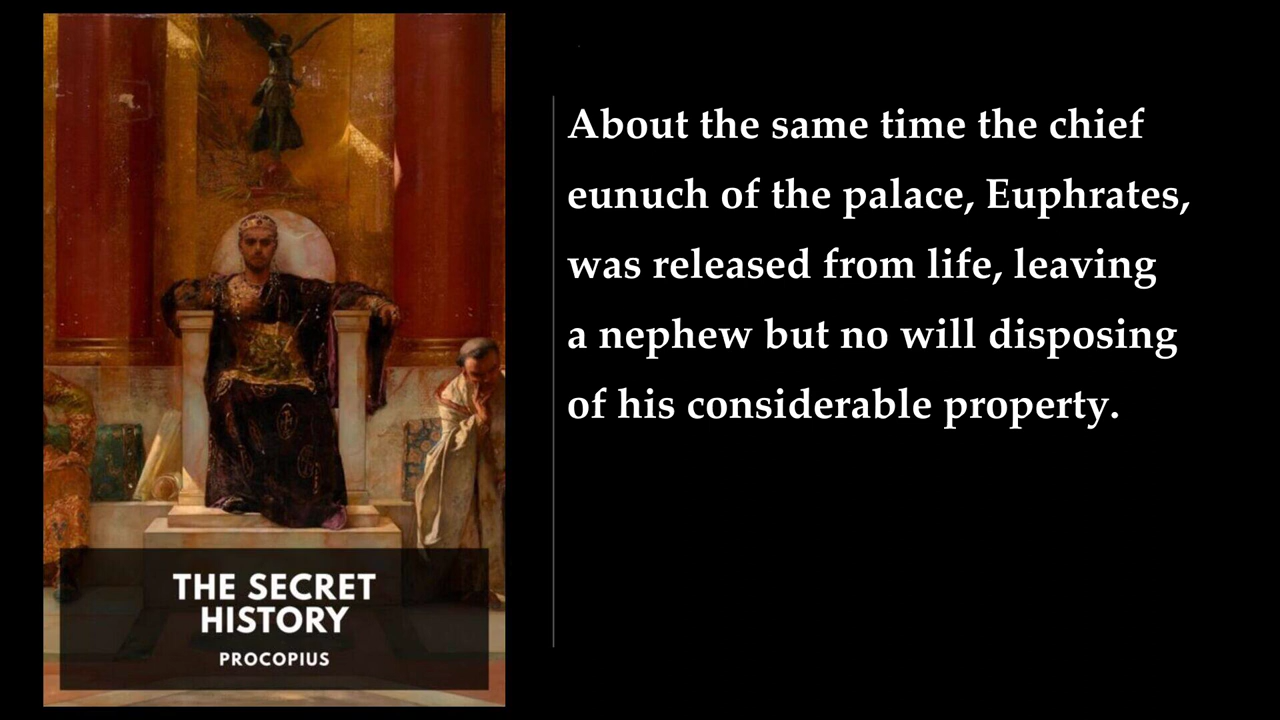 THE SECRET
HISTORY
PROCOPIUS
About the same time the chief
eunuch of the palace, Euphrates,
was released from life, leaving
a nephew but no will disposing
of his considerable property.